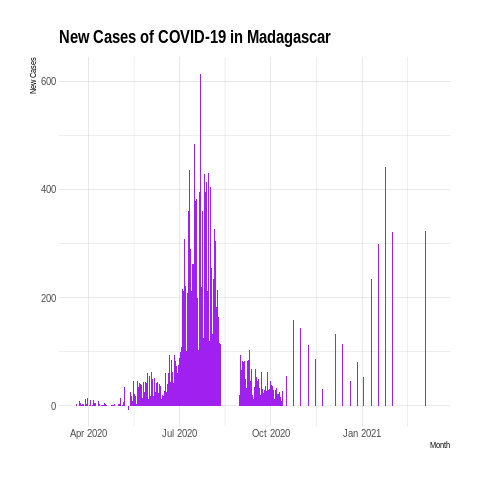 New Cases of COVID-19 in Madagascar
New Cases
600
400
200
0
Apr 2020
Jul 2020
Oct 2020
Jan 2021
Month